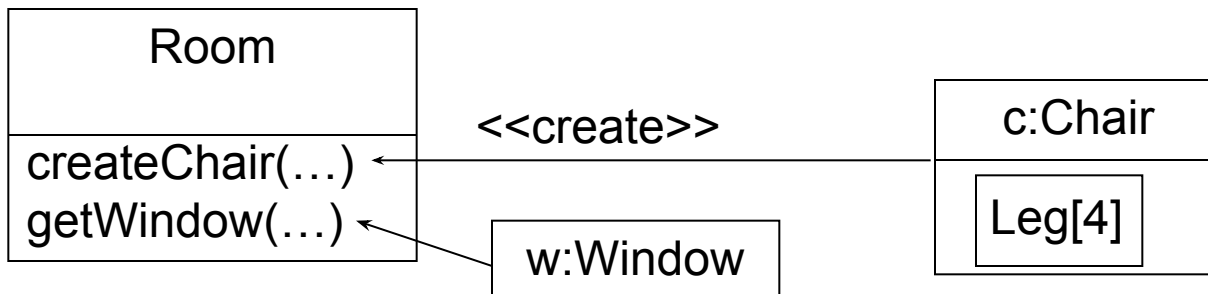 Room
createChair(…)
getWindow(…)
<<create>>
w:Window
c:Chair
Leg[4]